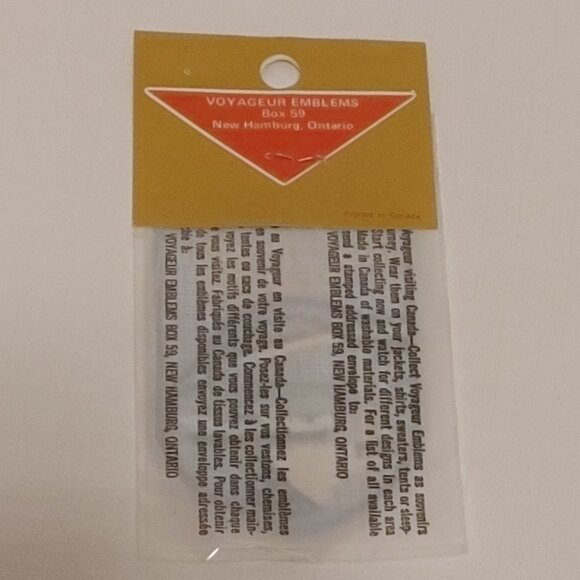 VOYAGEUR EMBLEMS
Box 59
New Hamburg, Ontario
Printed in Canada
Voyageur visiting Canada—Collect Voyageur Emblems as souvenirs
urney. Wear them on your jackets, shirts, sweaters, tents or sleep-
Start collecting now and watch for different designs in each area
Made in Canada of washable materials. For a list of all available
send a stamped addressed envelope to:
VOYAGEUR EMBLEMS BOX 59, NEW HAMBURG, ONTARIO
au Voyageur en visite au Canada—Collectionnez les emblèmes
en souvenir de votre voyage. Posez-les sur vos vestons, chemises,
, tentes ou sacs de couchage. Commencez à les collectionner main-
voyez les motifs différents que vous pouvez obtenir dans chaque
vous visitez. Fabriqués au Canada de tissus lavables. Pour obtenir
de tous les emblèmes disponibles envoyez une enveloppe adressée
à:
VOYAGEUR EMBLEMS BOX 59, NEW HAMBURG, ONTARIO